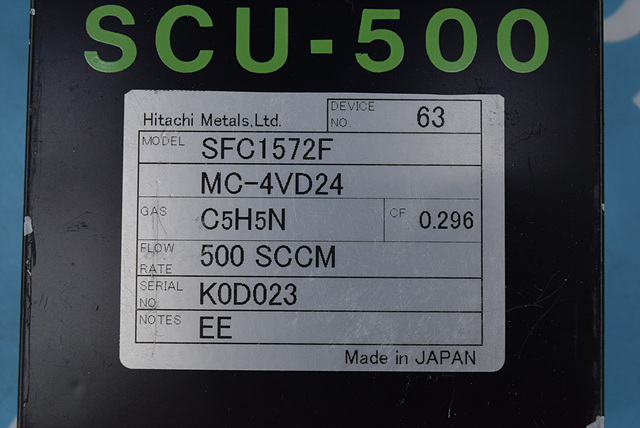 SCU-500
Hitachi Metals,Ltd.
DEVICE NO. 63
MODEL SFC1572F
MC-4VD24
GAS C5H5N CF 0.296
FLOW RATE 500 SCCM
SERIAL NO. K0D023
NOTES EE
Made in JAPAN